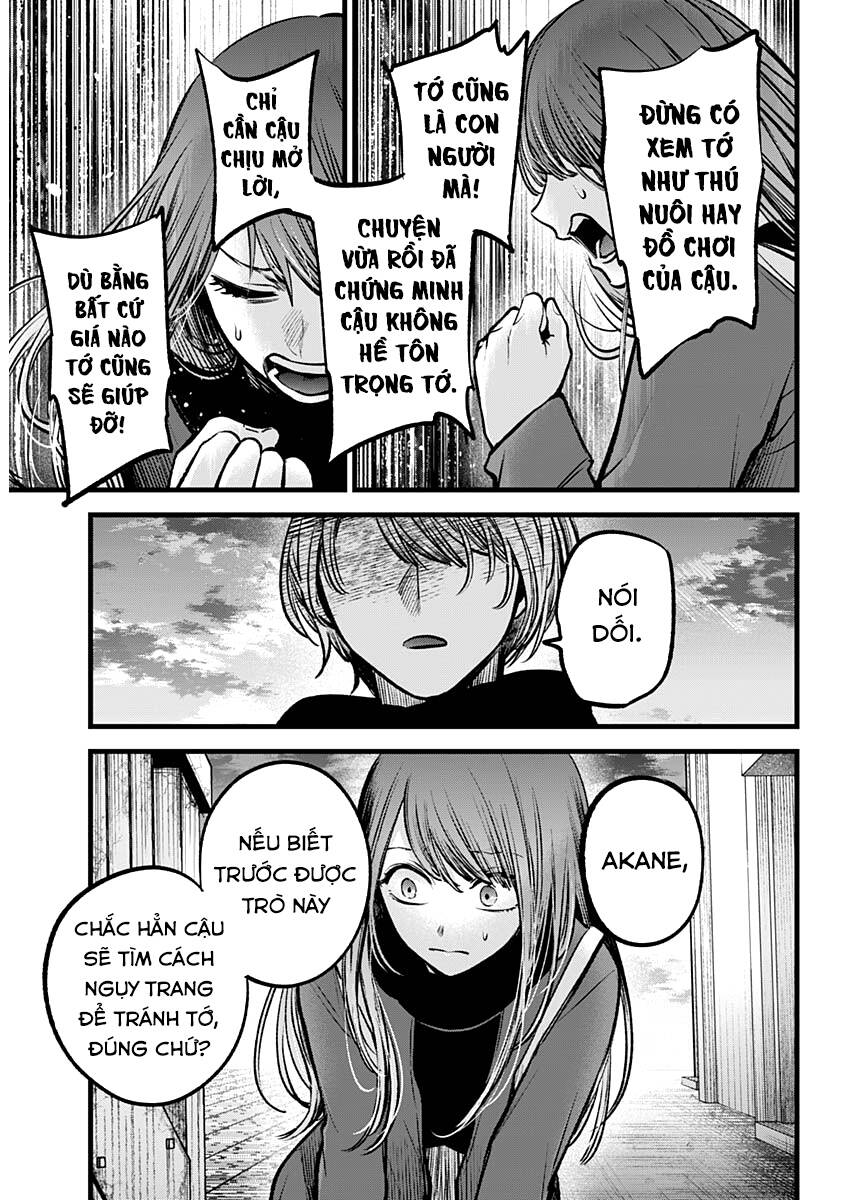 ĐỪNG CÓ
XEM TỚ
NHƯ THÚ
NUÔI HAY
ĐỒ CHƠI
CỦA CẬU.
TỚ CŨNG
LÀ CON
NGƯỜI
MÀ!
CHUYỆN
VỪA RỒI ĐÃ
CHỨNG MINH
CẬU KHÔNG
HỀ TÔN
TRỌNG TỚ.
CHỈ
CẦN CẬU
CHỊU MỞ
LỜI,
DÙ BẰNG
BẤT CỨ
GIÁ NÀO
TỚ CŨNG
SẼ GIÚP
ĐỠ!
NÓI
DỐI.
AKANE,
NẾU BIẾT
TRƯỚC ĐƯỢC
TRÒ NÀY
CHẮC HẲN CẬU
SẼ TÌM CÁCH
NGỤY TRANG
ĐỂ TRÁNH TỚ,
ĐÚNG CHỨ?